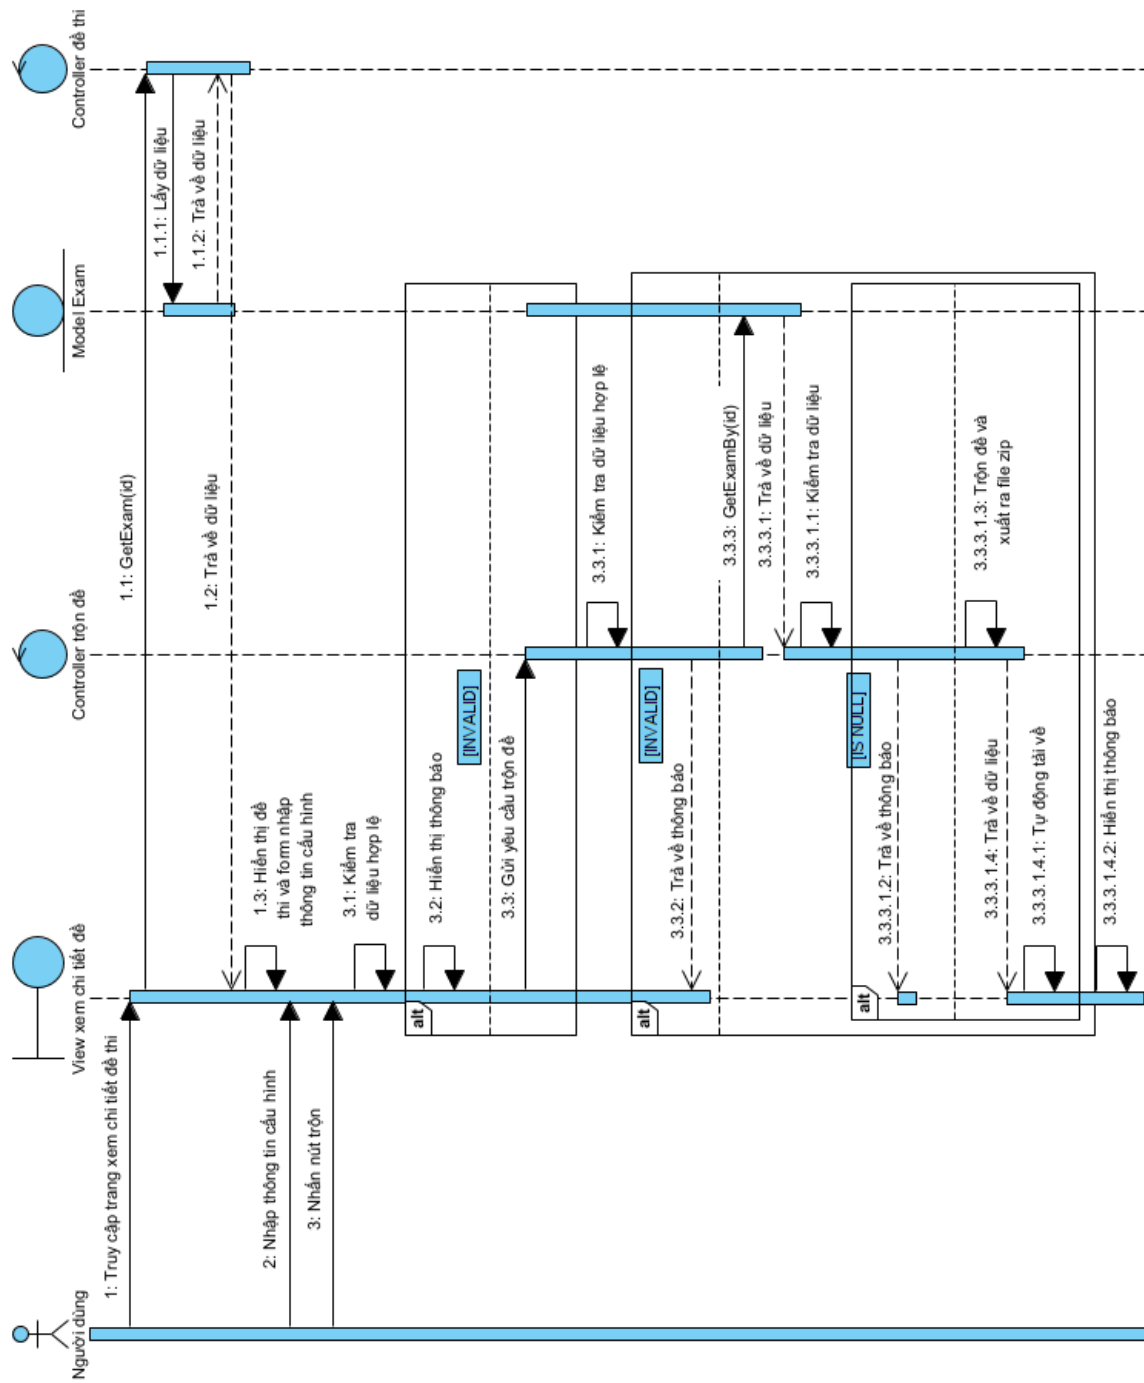 Người dùng
View xem chi tiết đề
Controller trộn đề
Model Exam
Controller đề thi
1: Truy cập trang xem chi tiết đề thi
1.1: GetExam(id)
1.1.1: Lấy dữ liệu
1.1.2: Trả về dữ liệu
1.2: Trả về dữ liệu
1.3: Hiển thị đề
thi và form nhập
thông tin cấu hình
2: Nhập thông tin cấu hình
3: Nhấn nút trộn
3.1: Kiểm tra
dữ liệu hợp lệ
alt
3.2: Hiển thị thông báo
[INVALID]
3.3: Gửi yêu cầu trộn đề
3.3.1: Kiểm tra dữ liệu hợp lệ
alt
[INVALID]
3.3.2: Trả về thông báo
3.3.3: GetExamBy(id)
3.3.3.1: Trả về dữ liệu
3.3.3.1.1: Kiểm tra dữ liệu
alt
[IS NULL]
3.3.3.1.2: Trả về thông báo
3.3.3.1.3: Trộn đề và
xuất ra file zip
3.3.3.1.4: Trả về dữ liệu
3.3.3.1.4.1: Tự động tải về
3.3.3.1.4.2: Hiển thị thông báo